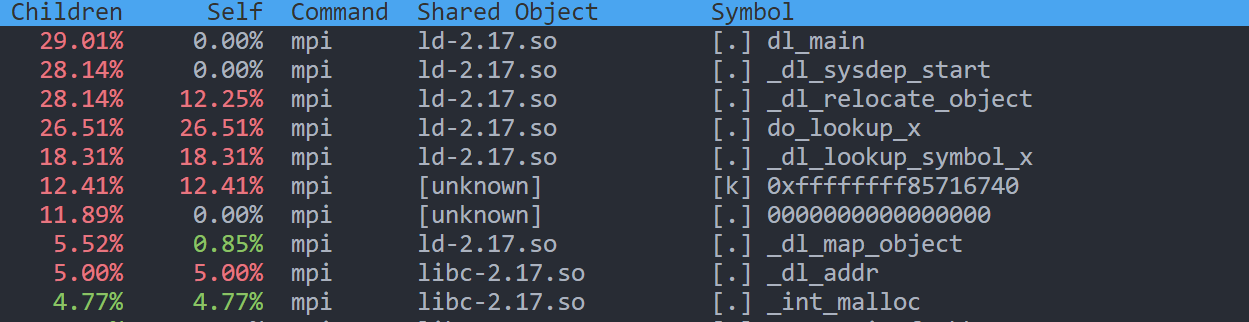 Children Self Command Shared Object Symbol
29.01% 0.00% mpi ld-2.17.so [.] dl_main
28.14% 0.00% mpi ld-2.17.so [.] _dl_sysdep_start
28.14% 12.25% mpi ld-2.17.so [.] _dl_relocate_object
26.51% 26.51% mpi ld-2.17.so [.] do_lookup_x
18.31% 18.31% mpi ld-2.17.so [.] _dl_lookup_symbol_x
12.41% 12.41% mpi [unknown] [k] 0xffffffff85716740
11.89% 0.00% mpi [unknown] [.] 0000000000000000
5.52% 0.85% mpi ld-2.17.so [.] _dl_map_object
5.00% 5.00% mpi libc-2.17.so [.] _dl_addr
4.77% 4.77% mpi libc-2.17.so [.] _int_malloc